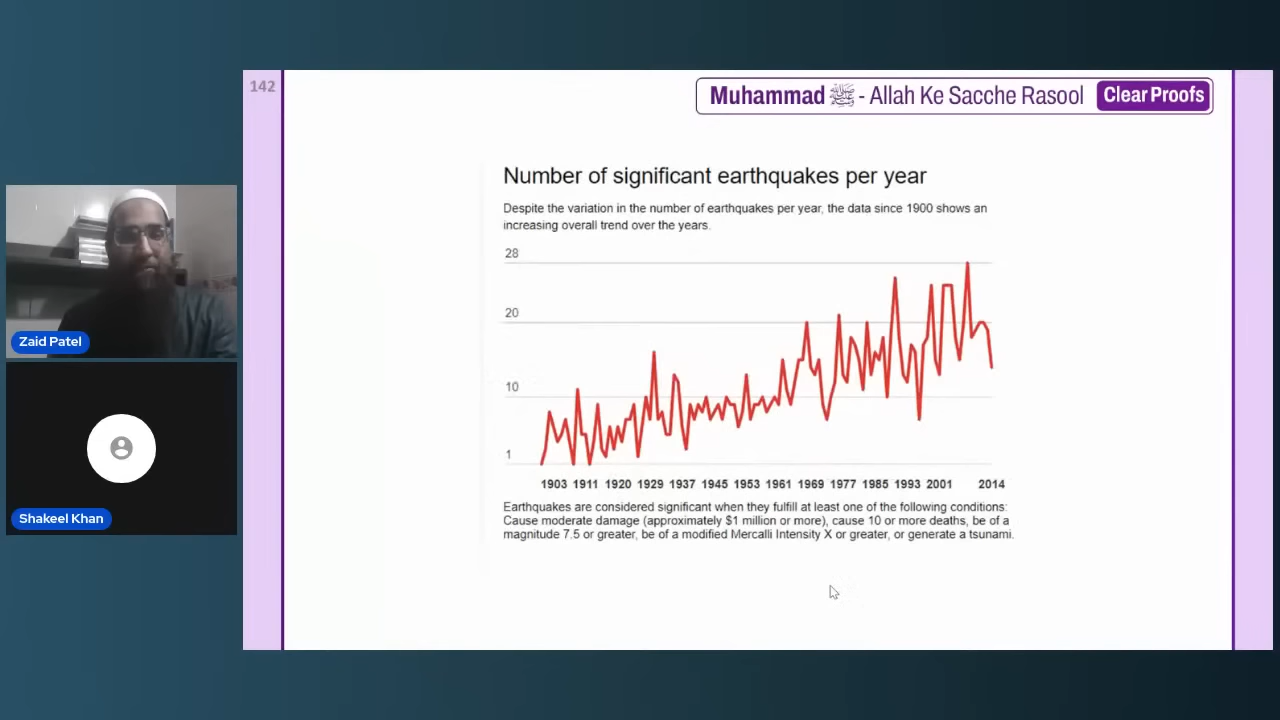 142
Muhammad ﷺ - Allah Ke Sacche Rasool Clear Proofs
Number of significant earthquakes per year
Despite the variation in the number of earthquakes per year, the data since 1900 shows an
increasing overall trend over the years.
28
20
10
1
1903 1911 1920 1929 1937 1945 1953 1961 1969 1977 1985 1993 2001 2014
Earthquakes are considered significant when they fulfill at least one of the following conditions:
Cause moderate damage (approximately $1 million or more), cause 10 or more deaths, be of a
magnitude 7.5 or greater, be of a modified Mercalli Intensity X or greater, or generate a tsunami.
Zaid Patel
Shakeel Khan